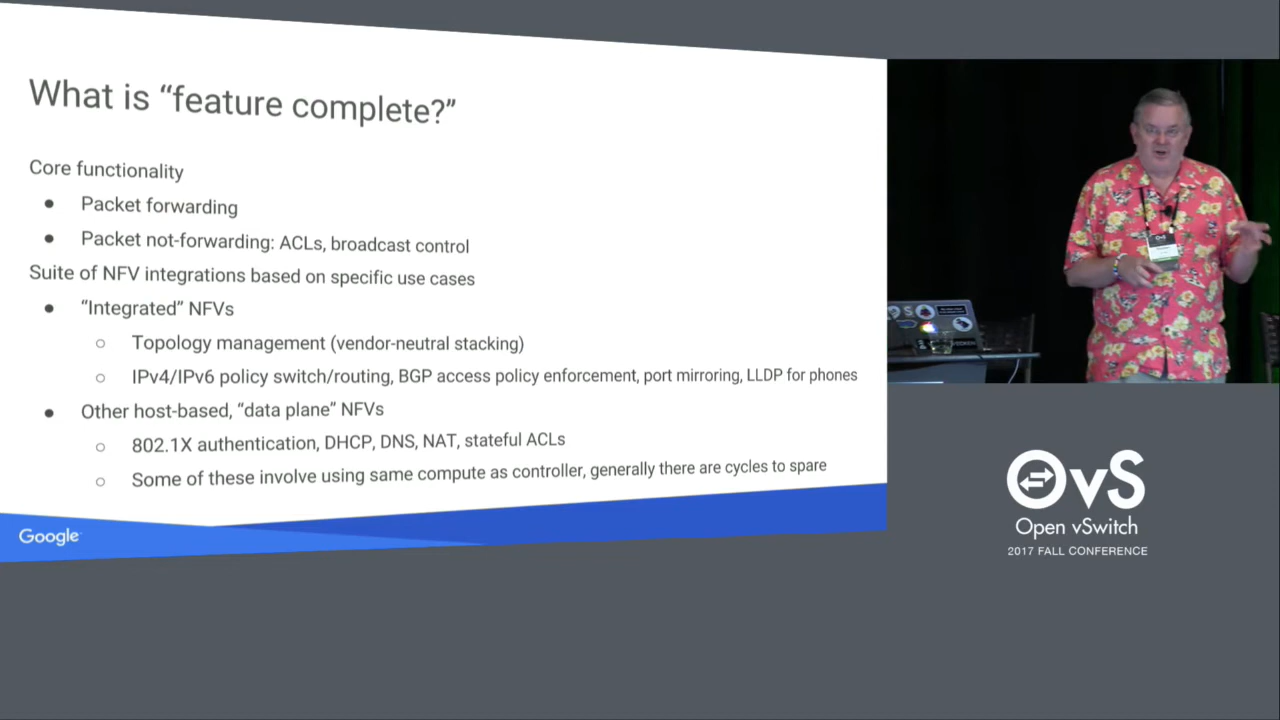 What is “feature complete?”
Core functionality
● Packet forwarding
● Packet not-forwarding: ACLs, broadcast control
Suite of NFV integrations based on specific use cases
● “Integrated” NFVs
○ Topology management (vendor-neutral stacking)
○ IPv4/IPv6 policy switch/routing, BGP access policy enforcement, port mirroring, LLDP for phones
● Other host-based, “data plane” NFVs
○ 802.1X authentication, DHCP, DNS, NAT, stateful ACLs
○ Some of these involve using same compute as controller, generally there are cycles to spare
Google
OvS
Open vSwitch
2017 FALL CONFERENCE